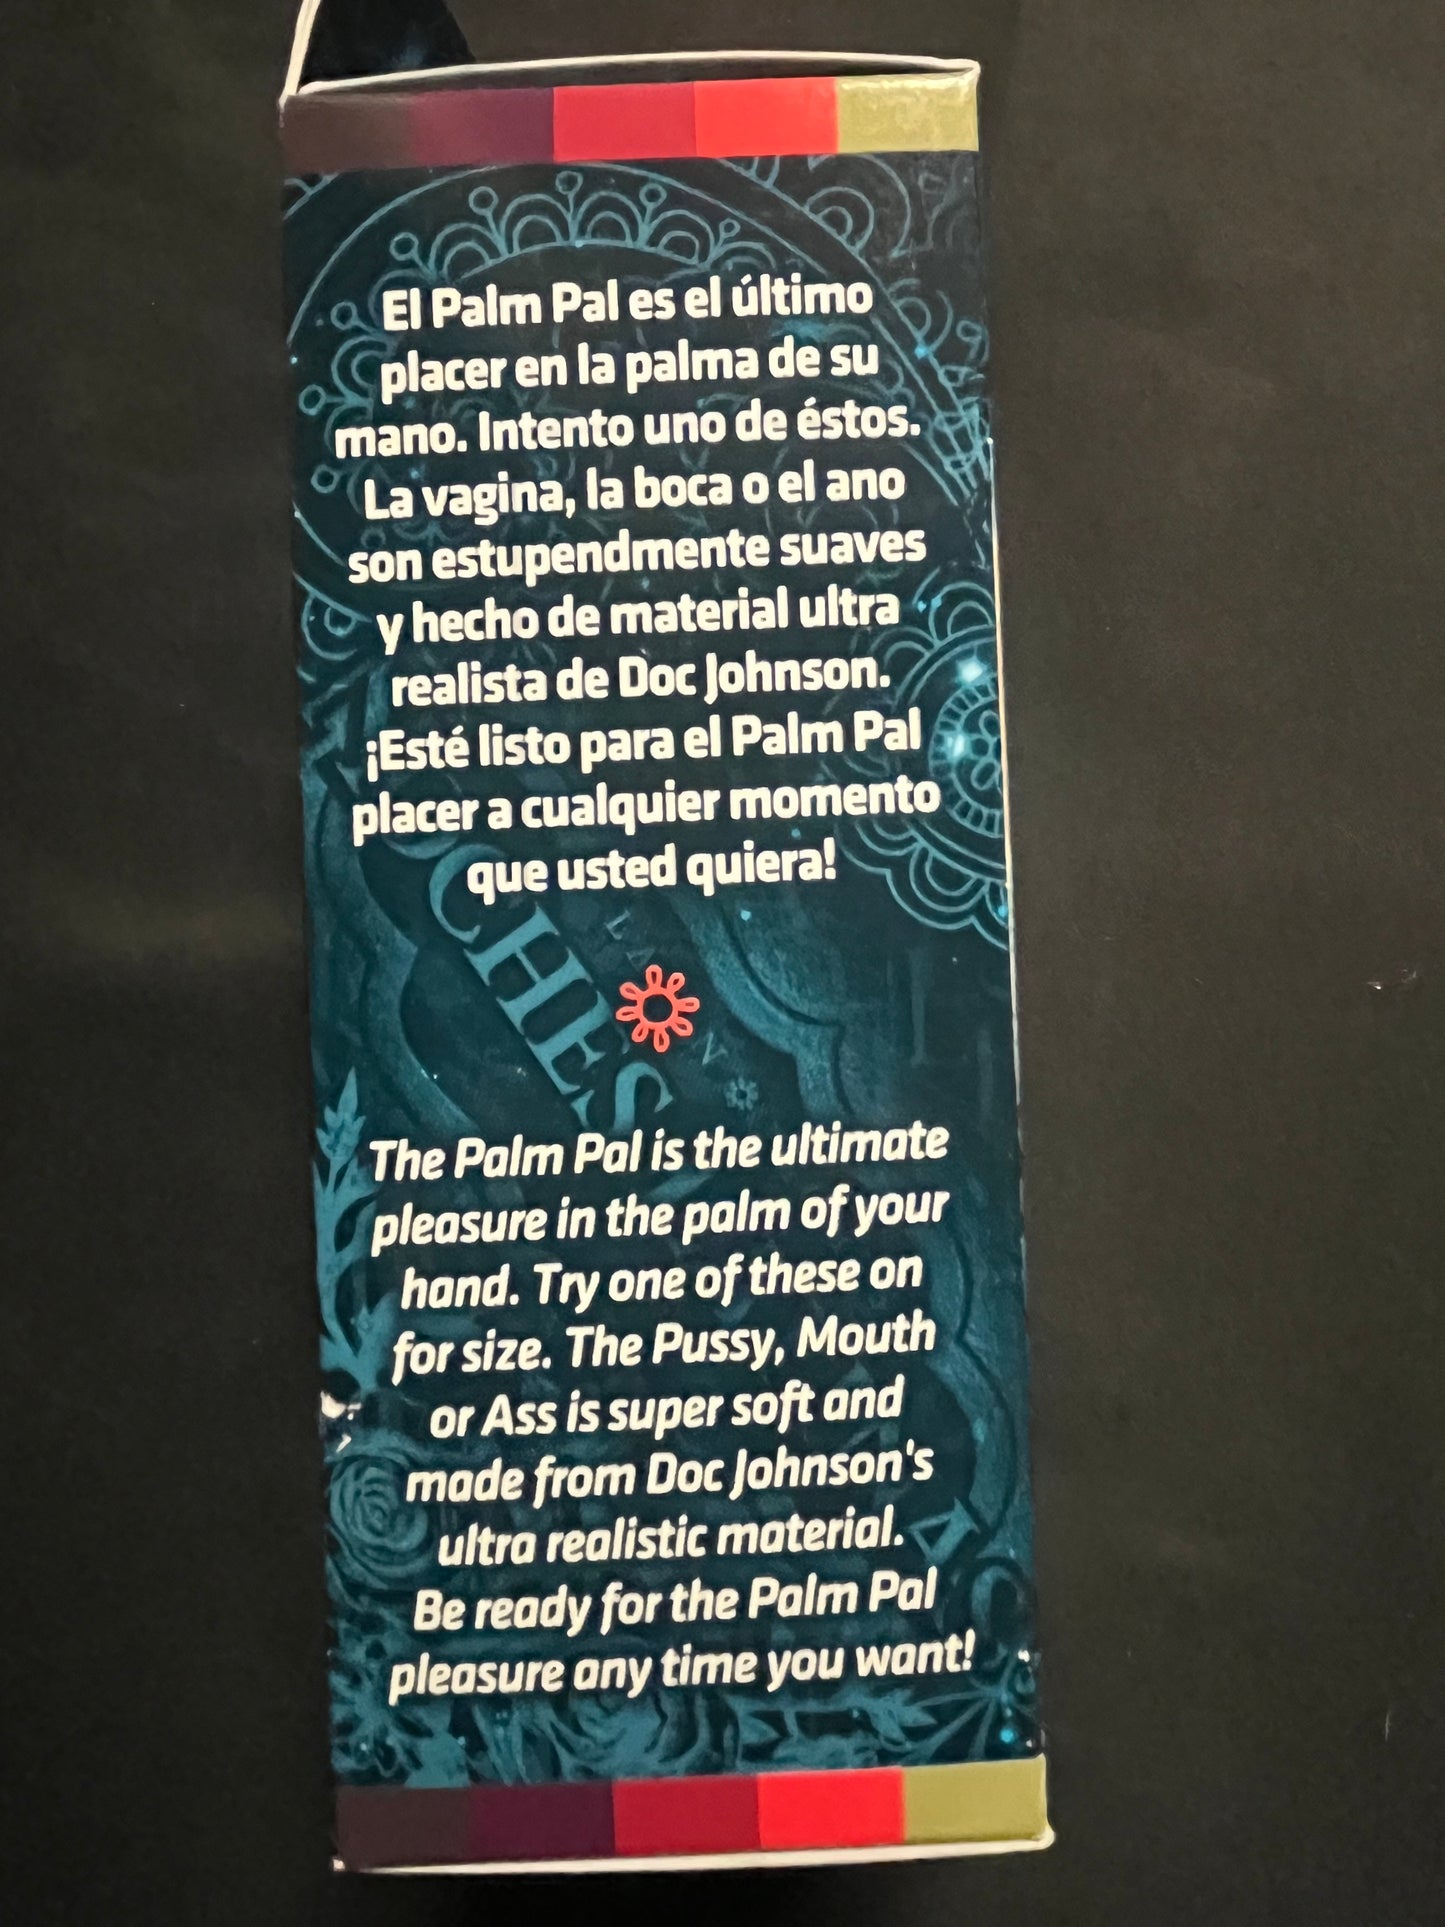 El Palm Pal es el último
placer en la palma de su
mano. Intento uno de éstos.
La vagina, la boca o el ano
son estupendmente suaves
y hecho de material ultra
realista de Doc Johnson.
¡Esté listo para el Palm Pal
placer a cualquier momento
que usted quiera!
CHES
The Palm Pal is the ultimate
pleasure in the palm of your
hand. Try one of these on
for size. The Pussy, Mouth
or Ass is super soft and
made from Doc Johnson's
ultra realistic material.
Be ready for the Palm Pal
pleasure any time you want!